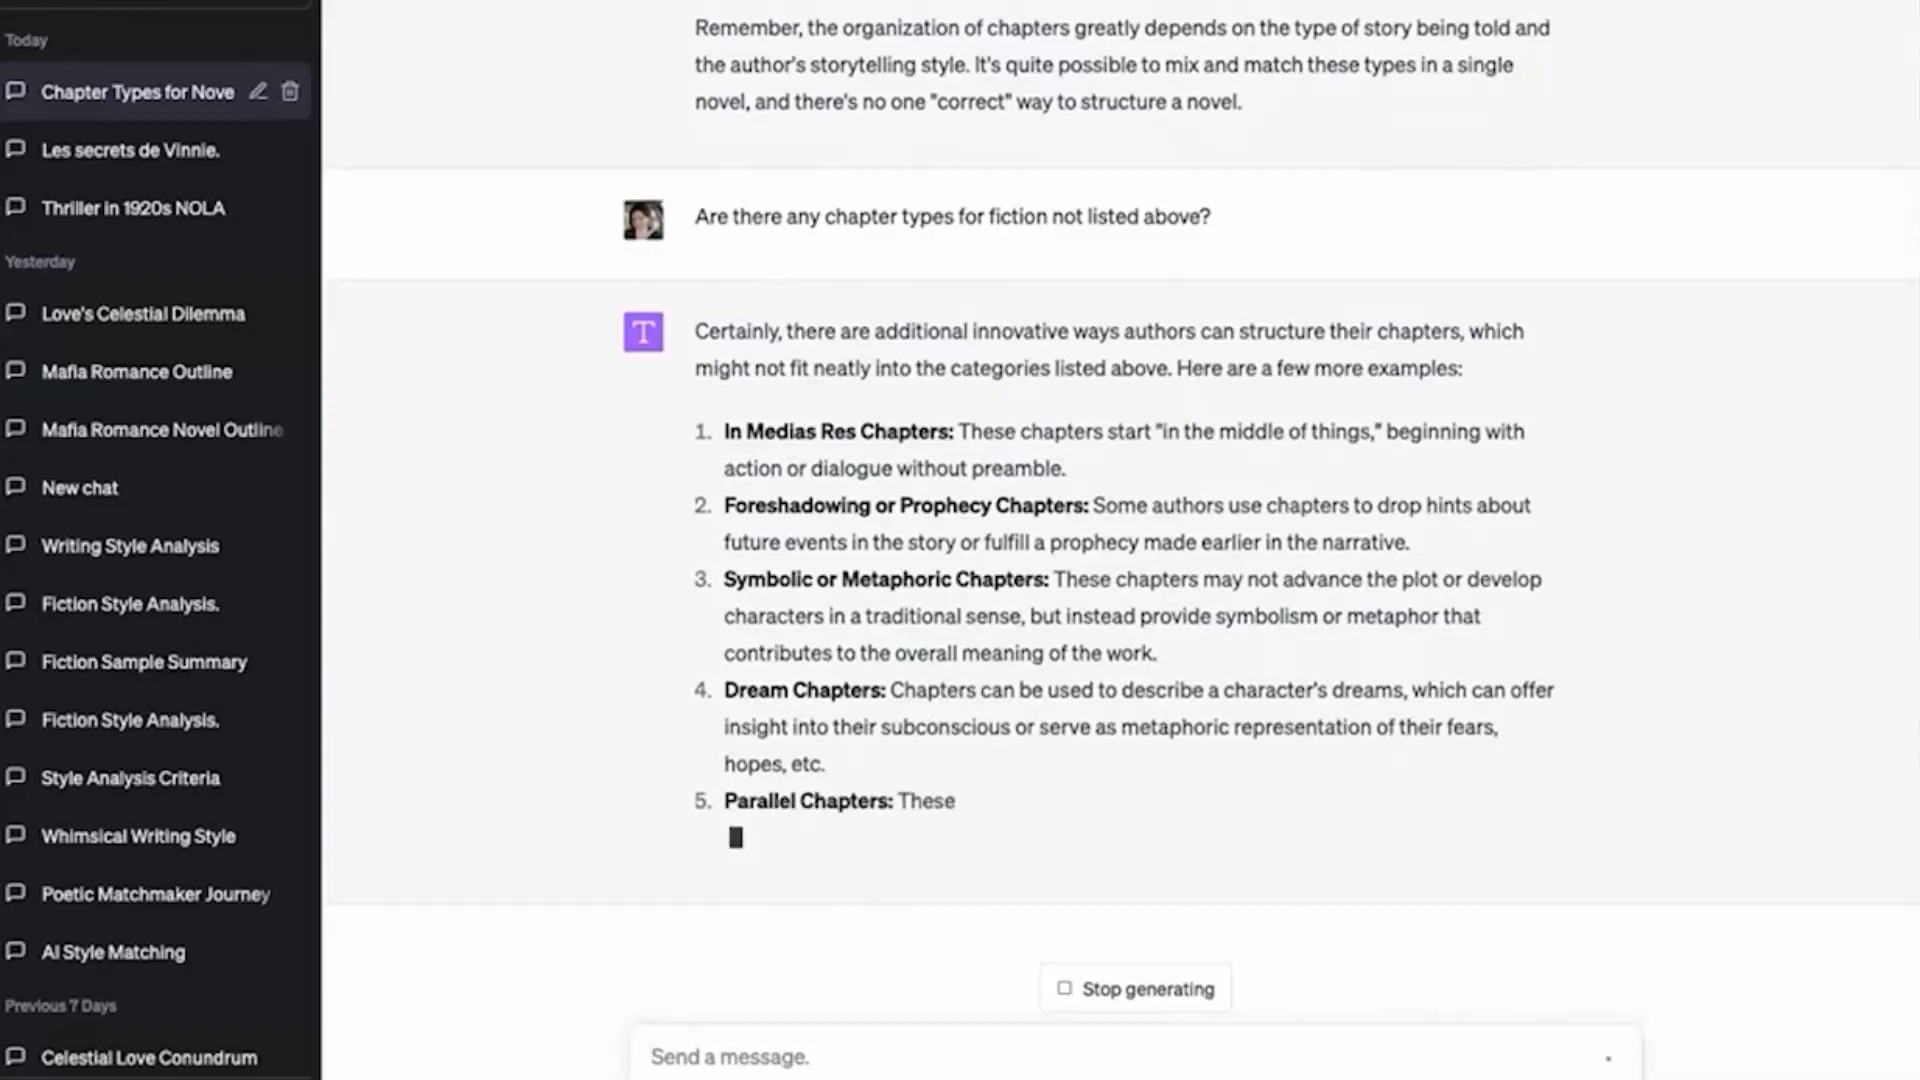 Today
Chapter Types for Nove
Les secrets de Vinnie.
Thriller in 1920s NOLA
Yesterday
Love's Celestial Dilemma
Mafia Romance Outline
Mafia Romance Novel Outline
New chat
Writing Style Analysis
Fiction Style Analysis.
Fiction Sample Summary
Fiction Style Analysis.
Style Analysis Criteria
Whimsical Writing Style
Poetic Matchmaker Journey
AI Style Matching
Previous 7 Days
Celestial Love Conundrum
Remember, the organization of chapters greatly depends on the type of story being told and
the author's storytelling style. It's quite possible to mix and match these types in a single
novel, and there's no one "correct" way to structure a novel.
Are there any chapter types for fiction not listed above?
T
Certainly, there are additional innovative ways authors can structure their chapters, which
might not fit neatly into the categories listed above. Here are a few more examples:
1. In Medias Res Chapters: These chapters start "in the middle of things," beginning with
action or dialogue without preamble.
2. Foreshadowing or Prophecy Chapters: Some authors use chapters to drop hints about
future events in the story or fulfill a prophecy made earlier in the narrative.
3. Symbolic or Metaphoric Chapters: These chapters may not advance the plot or develop
characters in a traditional sense, but instead provide symbolism or metaphor that
contributes to the overall meaning of the work.
4. Dream Chapters: Chapters can be used to describe a character's dreams, which can offer
insight into their subconscious or serve as metaphoric representation of their fears,
hopes, etc.
5. Parallel Chapters: These
Stop generating
Send a message.